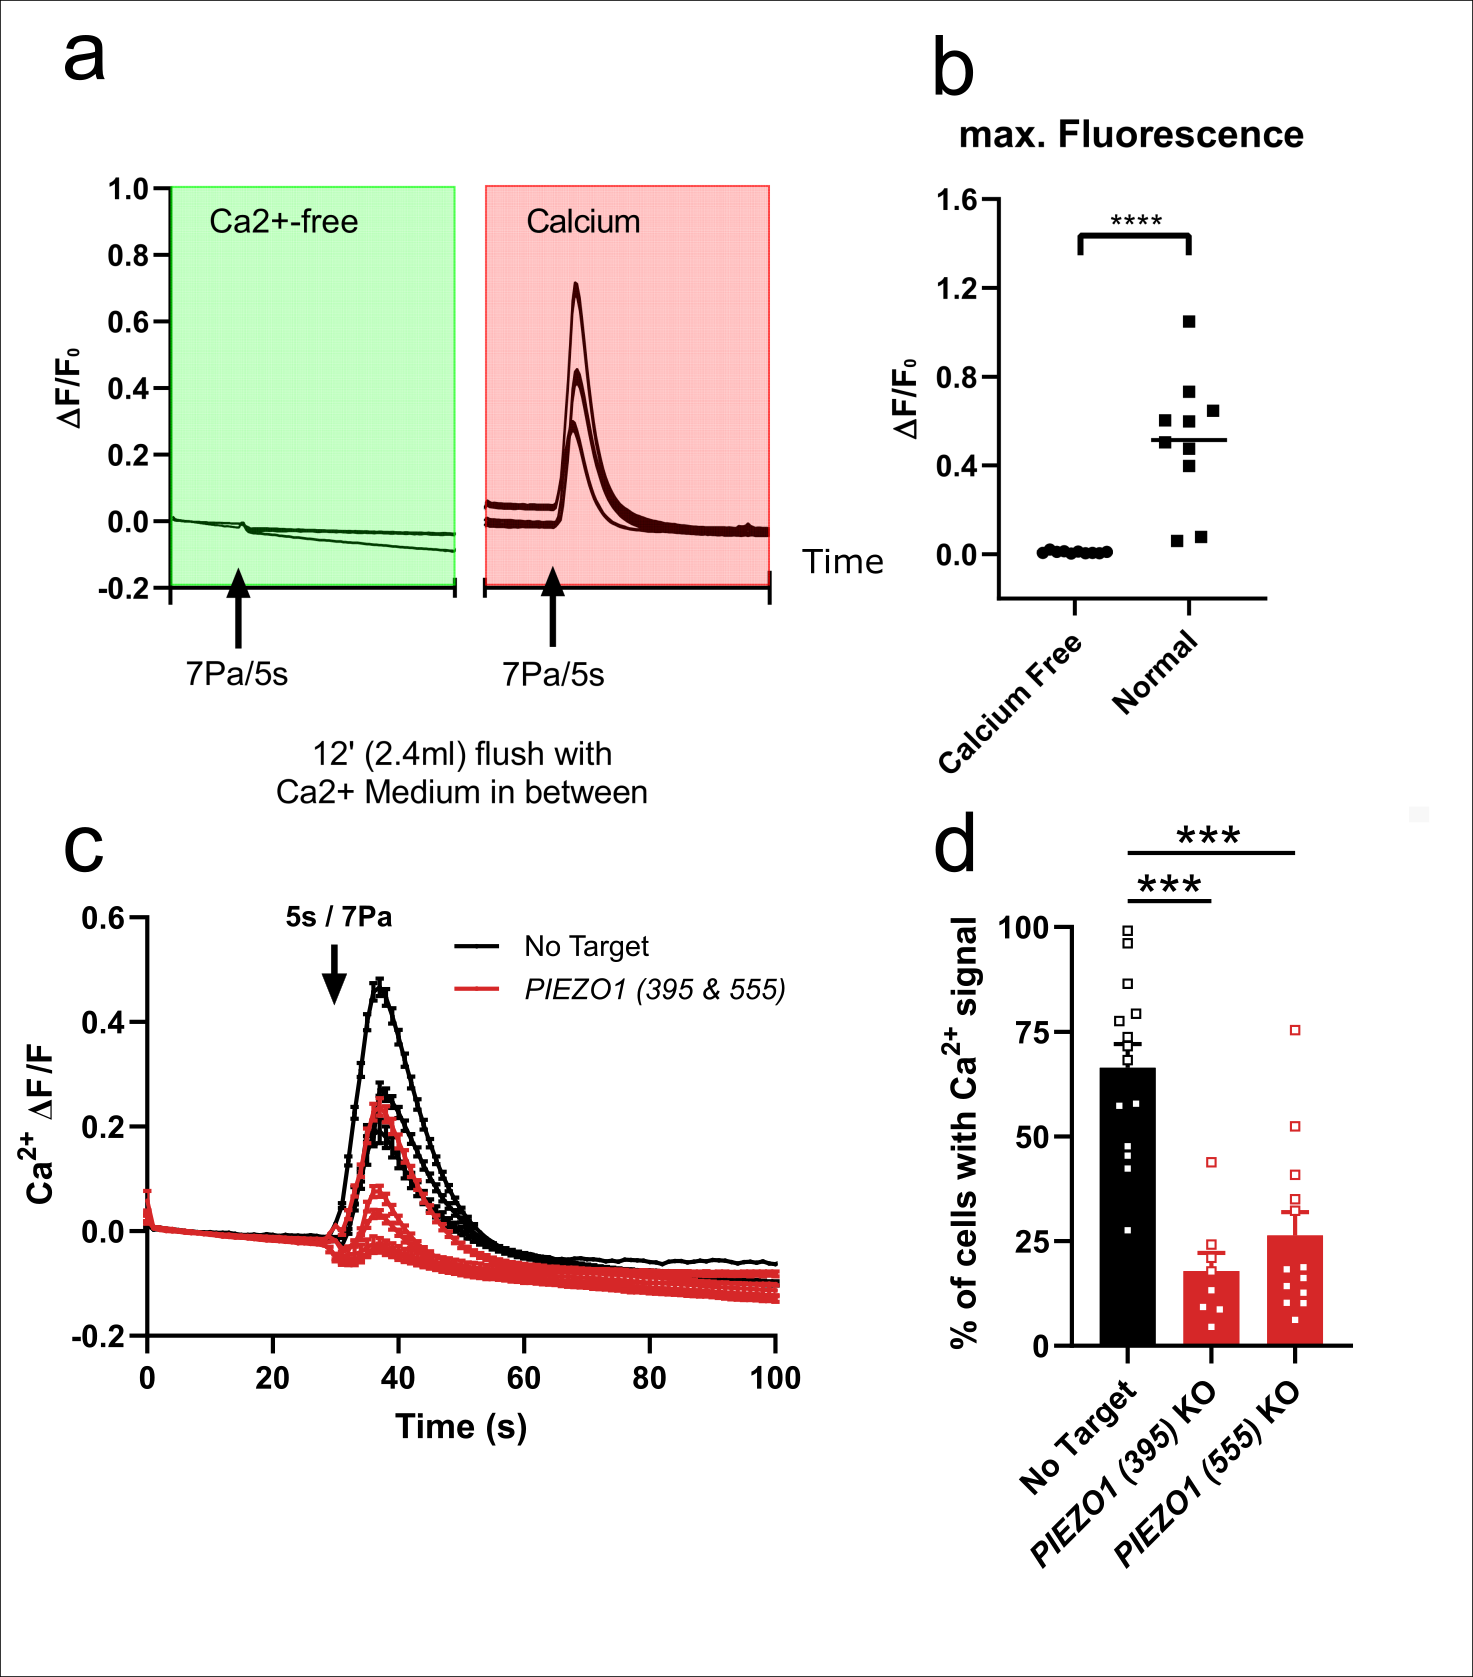 a
1.0
0.8
0.6
0.4
0.2
0.0
-0.2
ΔF/F₀
Ca2+-free
Calcium
Time
7Pa/5s
7Pa/5s
12' (2.4ml) flush with
Ca2+ Medium in between
b
max. Fluorescence
1.6
1.2
0.8
0.4
0.0
ΔF/F₀
****
Calcium Free
Normal
c
0.6
0.4
0.2
0.0
-0.2
Ca²⁺ ΔF/F
5s / 7Pa
No Target
PIEZO1 (395 & 555)
0
20
40
60
80
100
Time (s)
d
***
***
100
75
50
25
0
% of cells with Ca²⁺ signal
No Target
PIEZO1 (395) KO
PIEZO1 (555) KO